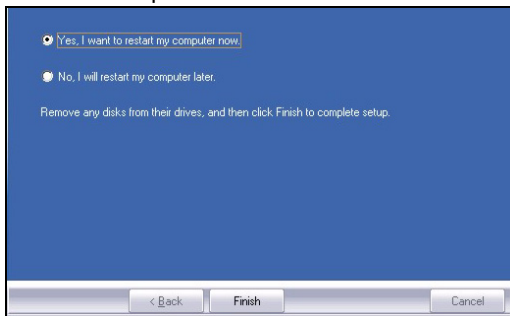 Yes, I want to restart my computer now.
No, I will restart my computer later.
Remove any disks from their drives, and then click Finish to complete setup.
< Back Finish Cancel